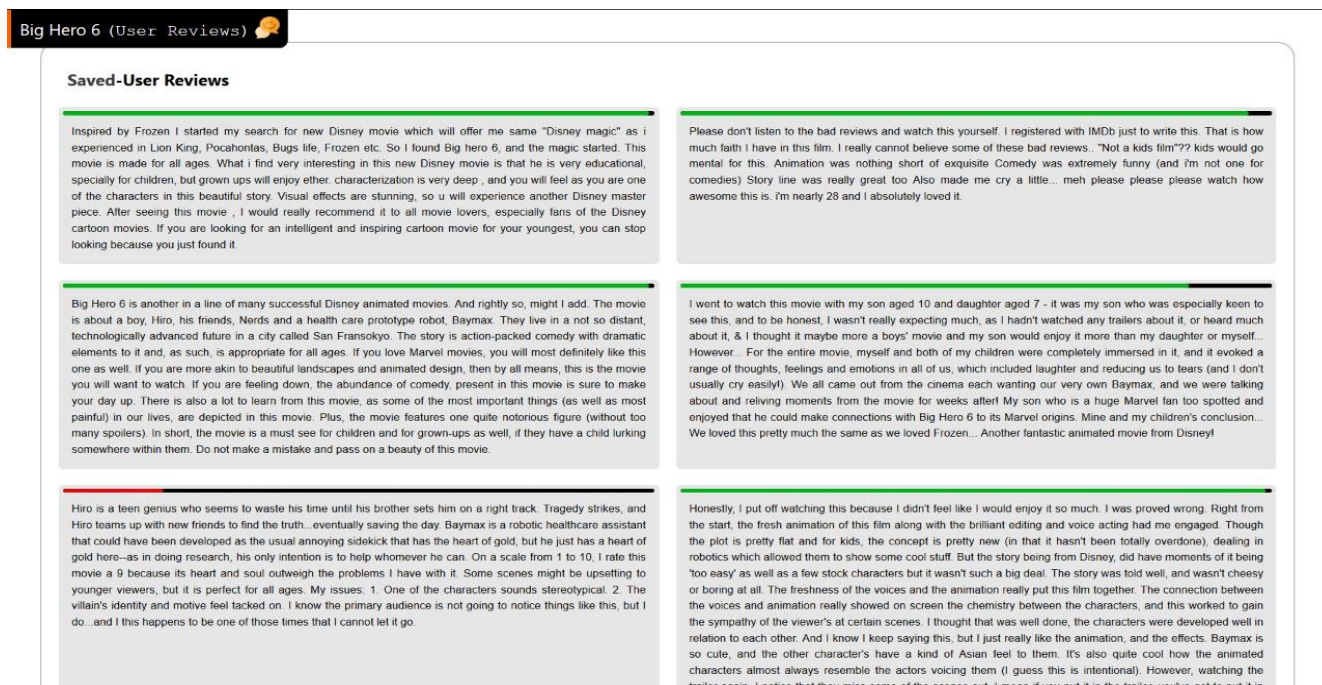 Big Hero 6 (User Reviews)
Saved-User Reviews
Inspired by Frozen I started my search for new Disney movie which will offer me same "Disney magic" as i
experienced in Lion King, Pocahontas, Bugs life, Frozen etc. So I found Big hero 6, and the magic started. This
movie is made for all ages. What i find very interesting in this new Disney movie is that he is very educational,
specially for children, but grown ups will enjoy ether. characterization is very deep , and you will feel as you are one
of the characters in this beautiful story. Visual effects are stunning, so u will experience another Disney master
piece. After seeing this movie , I would really recommend it to all movie lovers, especially fans of the Disney
cartoon movies. If you are looking for an intelligent and inspiring cartoon movie for your youngest, you can stop
looking because you just found it.
Please don't listen to the bad reviews and watch this yourself. I registered with IMDb just to write this. That is how
much faith I have in this film. I really cannot believe some of these bad reviews.. "Not a kids film"?? kids would go
mental for this. Animation was nothing short of exquisite Comedy was extremely funny (and i'm not one for
comedies) Story line was really great too Also made me cry a little... meh please please please watch how
awesome this is. i'm nearly 28 and I absolutely loved it.
Big Hero 6 is another in a line of many successful Disney animated movies. And rightly so, might I add. The movie
is about a boy, Hiro, his friends, Nerds and a health care prototype robot, Baymax. They live in a not so distant,
technologically advanced future in a city called San Fransokyo. The story is action-packed comedy with dramatic
elements to it and, as such, is appropriate for all ages. If you love Marvel movies, you will most definitely like this
one as well. If you are more akin to beautiful landscapes and animated design, then by all means, this is the movie
you will want to watch. If you are feeling down, the abundance of comedy, present in this movie is sure to make
your day up. There is also a lot to learn from this movie, as some of the most important things (as well as most
painful) in our lives, are depicted in this movie. Plus, the movie features one quite notorious figure (without too
many spoilers). In short, the movie is a must see for children and for grown-ups as well, if they have a child lurking
somewhere within them. Do not make a mistake and pass on a beauty of this movie.
I went to watch this movie with my son aged 10 and daughter aged 7 - it was my son who was especially keen to
see this, and to be honest, I wasn't really expecting much, as I hadn't watched any trailers about it, or heard much
about it, & I thought it maybe more a boys' movie and my son would enjoy it more than my daughter or myself...
However... For the entire movie, myself and both of my children were completely immersed in it, and it evoked a
range of thoughts, feelings and emotions in all of us, which included laughter and reducing us to tears (and I don't
usually cry easily!). We all came out from the cinema each wanting our very own Baymax, and we were talking
about and reliving moments from the movie for weeks after! My son who is a huge Marvel fan too spotted and
enjoyed that he could make connections with Big Hero 6 to its Marvel origins. Mine and my children's conclusion...
We loved this pretty much the same as we loved Frozen... Another fantastic animated movie from Disney!
Hiro is a teen genius who seems to waste his time until his brother sets him on a right track. Tragedy strikes, and
Hiro teams up with new friends to find the truth...eventually saving the day. Baymax is a robotic healthcare assistant
that could have been developed as the usual annoying sidekick that has the heart of gold, but he just has a heart of
gold here--as in doing research, his only intention is to help whomever he can. On a scale from 1 to 10, I rate this
movie a 9 because its heart and soul outweigh the problems I have with it. Some scenes might be upsetting to
younger viewers, but it is perfect for all ages. My issues: 1. One of the characters sounds stereotypical. 2. The
villain's identity and motive feel tacked on. I know the primary audience is not going to notice things like this, but I
do...and I this happens to be one of those times that I cannot let it go.
Honestly, I put off watching this because I didn't feel like I would enjoy it so much. I was proved wrong. Right from
the start, the fresh animation of this film along with the brilliant editing and voice acting had me engaged. Though
the plot is pretty flat and for kids, the concept is pretty new (in that it hasn't been totally overdone), dealing in
robotics which allowed them to show some cool stuff. But the story being from Disney, did have moments of it being
'too easy' as well as a few stock characters but it wasn't such a big deal. The story was told well, and wasn't cheesy
or boring at all. The freshness of the voices and the animation really put this film together. The connection between
the voices and animation really showed on screen the chemistry between the characters, and this worked to gain
the sympathy of the viewer's at certain scenes. I thought that was well done, the characters were developed well in
relation to each other. And I know I keep saying this, but I just really like the animation, and the effects. Baymax is
so cute, and the other character's have a kind of Asian feel to them. It's also quite cool how the animated
characters almost always resemble the actors voicing them (I guess this is intentional). However, watching the